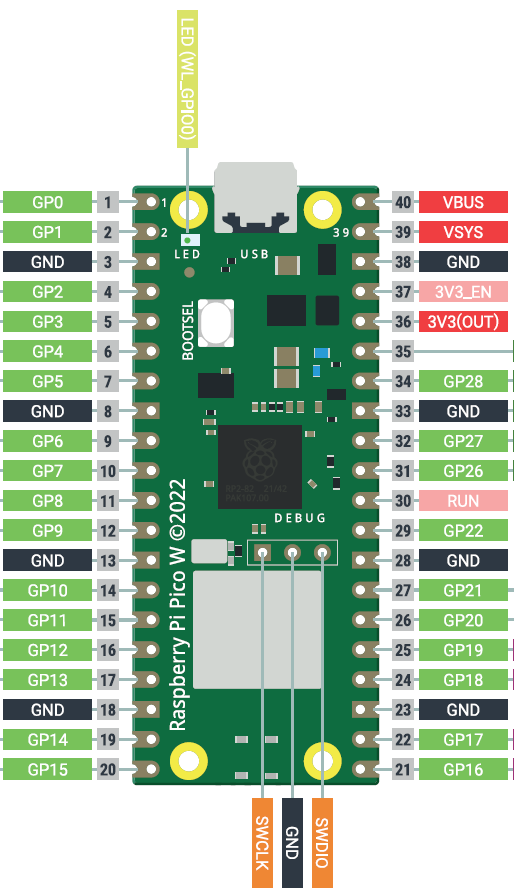 LED (WL_GPIO0)
GP0 1 1 40 VBUS
GP1 2 2 39 39 VSYS
LED USB
GND 3 38 GND
GP2 4 37 3V3_EN
GP3 5 36 3V3(OUT)
BOOTSEL
GP4 6 35
GP5 7 34 GP28
GND 8 33 GND
GP6 9 32 GP27
GP7 10 31 GP26
GP8 11 30 RUN
DEBUG
GP9 12 29 GP22
GND 13 28 GND
GP10 14 27 GP21
GP11 15 26 GP20
GP12 16 25 GP19
GP13 17 24 GP18
GND 18 23 GND
GP14 19 22 GP17
GP15 20 21 GP16
Raspberry Pi Pico W ©2022
SWCLK
GND
SWDIO